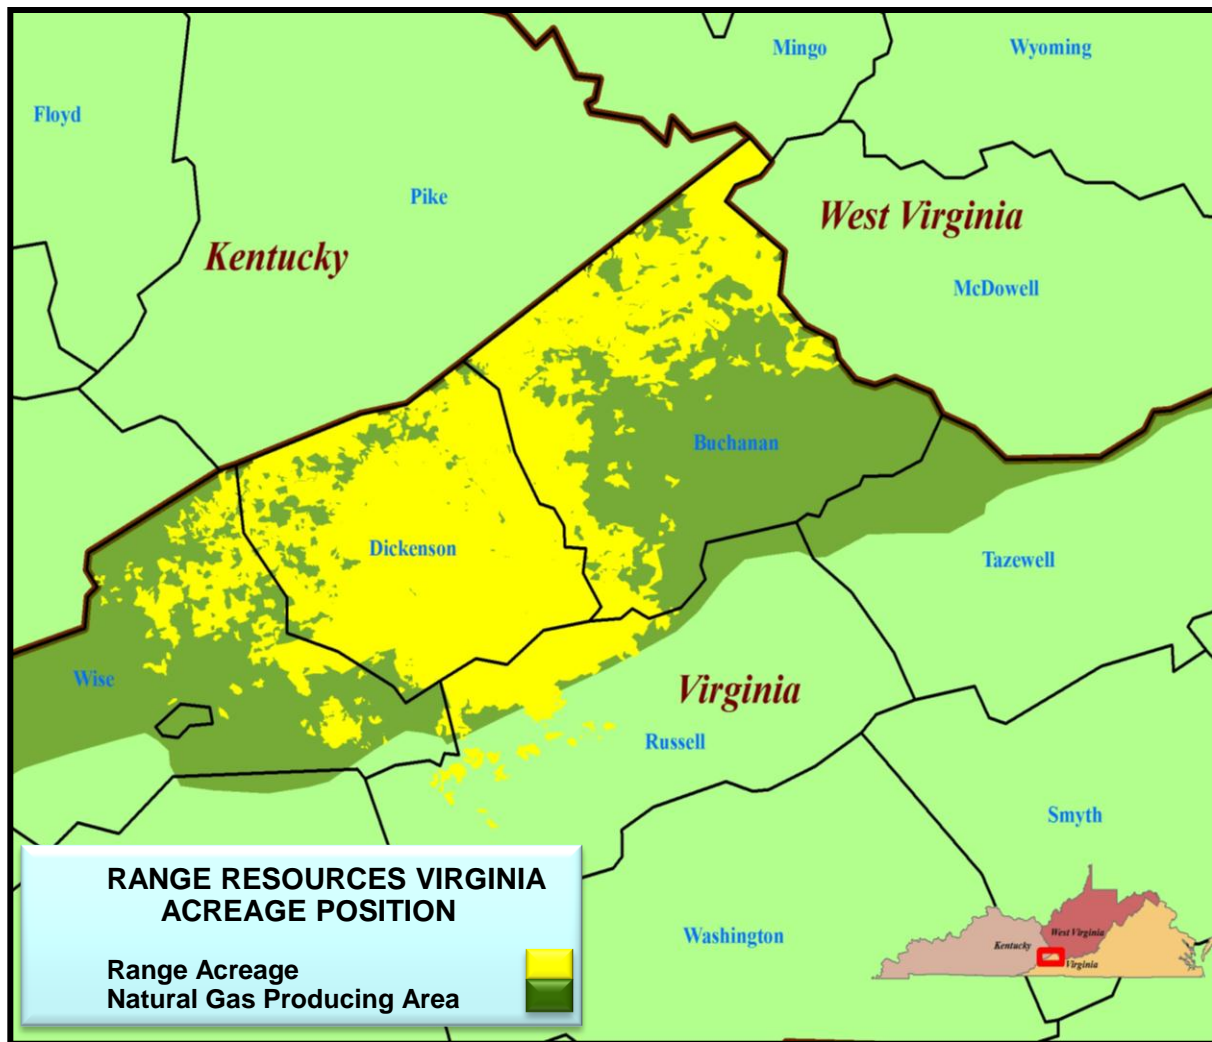 Mingo
Wyoming
Floyd
Pike
West Virginia
Kentucky
McDowell
Buchanan
Dickenson
Tazewell
Wise
Virginia
Russell
Smyth
RANGE RESOURCES VIRGINIA
ACREAGE POSITION
Range Acreage
Natural Gas Producing Area
Washington
West Virginia
Kentucky
Virginia